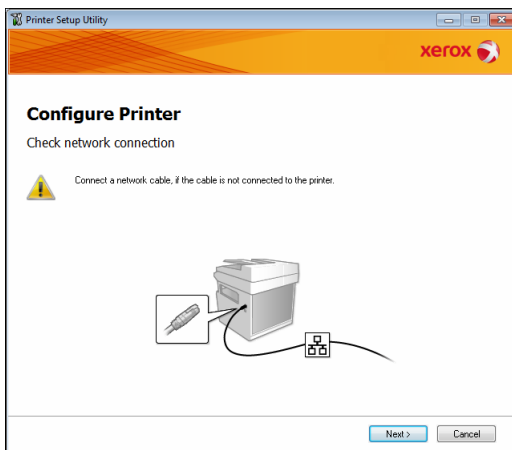 Printer Setup Utility
xerox
Configure Printer
Check network connection
Connect a network cable, if the cable is not connected to the printer.
Next >
Cancel